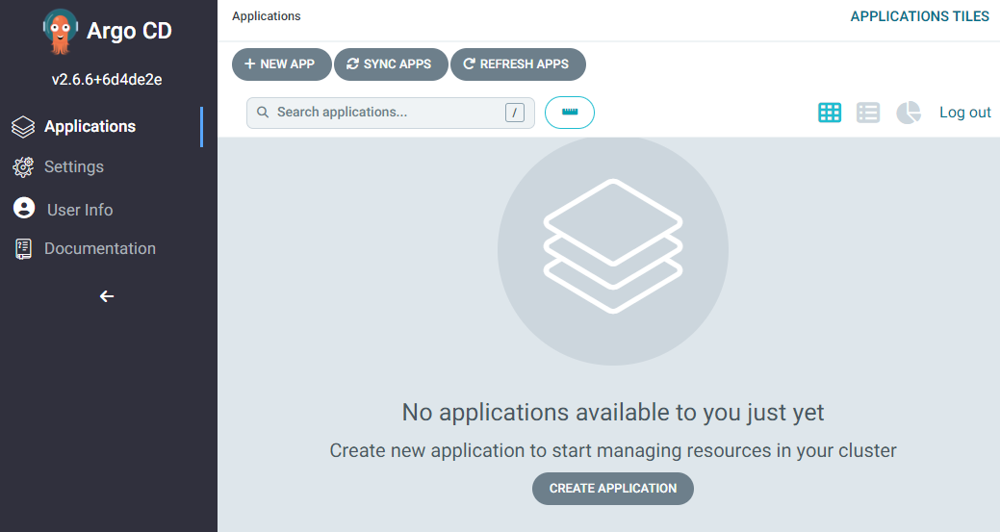 Argo CD
v2.6.6+6d4de2e
Applications
Settings
User Info
Documentation
Applications
APPLICATIONS TILES
NEW APP
SYNC APPS
REFRESH APPS
Search applications...
/
Log out
No applications available to you just yet
Create new application to start managing resources in your cluster
CREATE APPLICATION